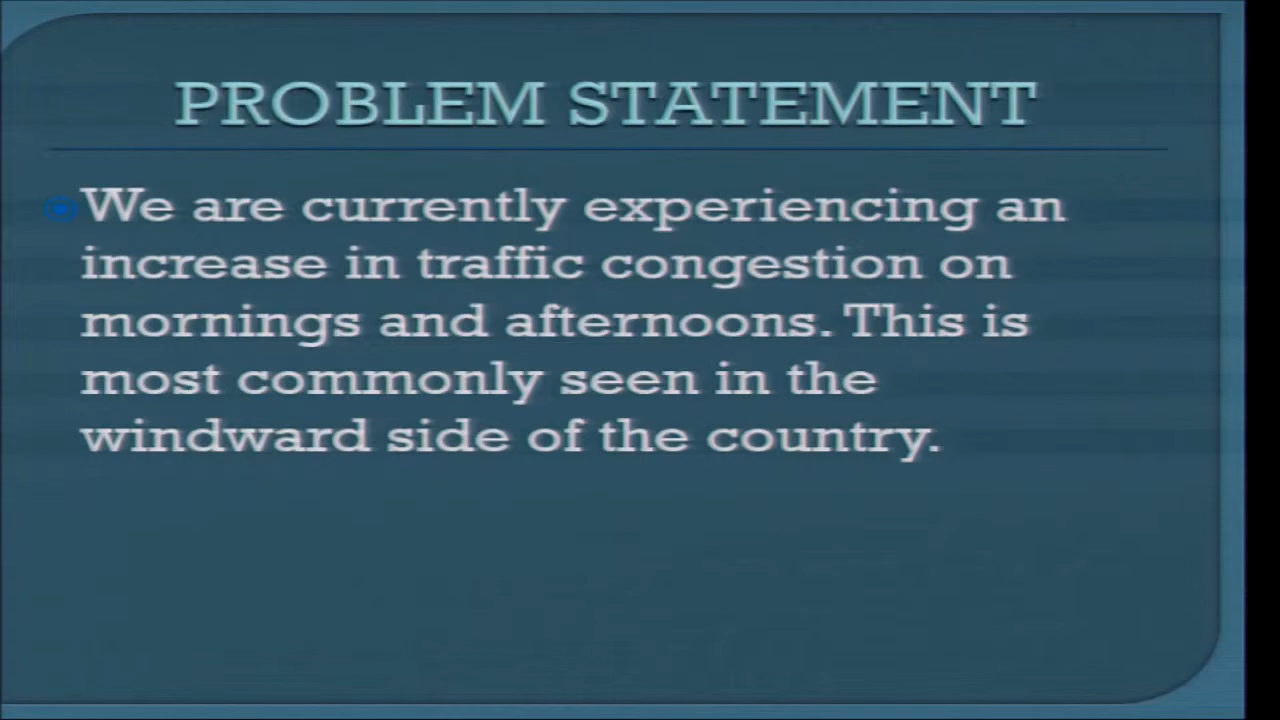 PROBLEM STATEMENT
We are currently experiencing an
increase in traffic congestion on
mornings and afternoons. This is
most commonly seen in the
windward side of the country.